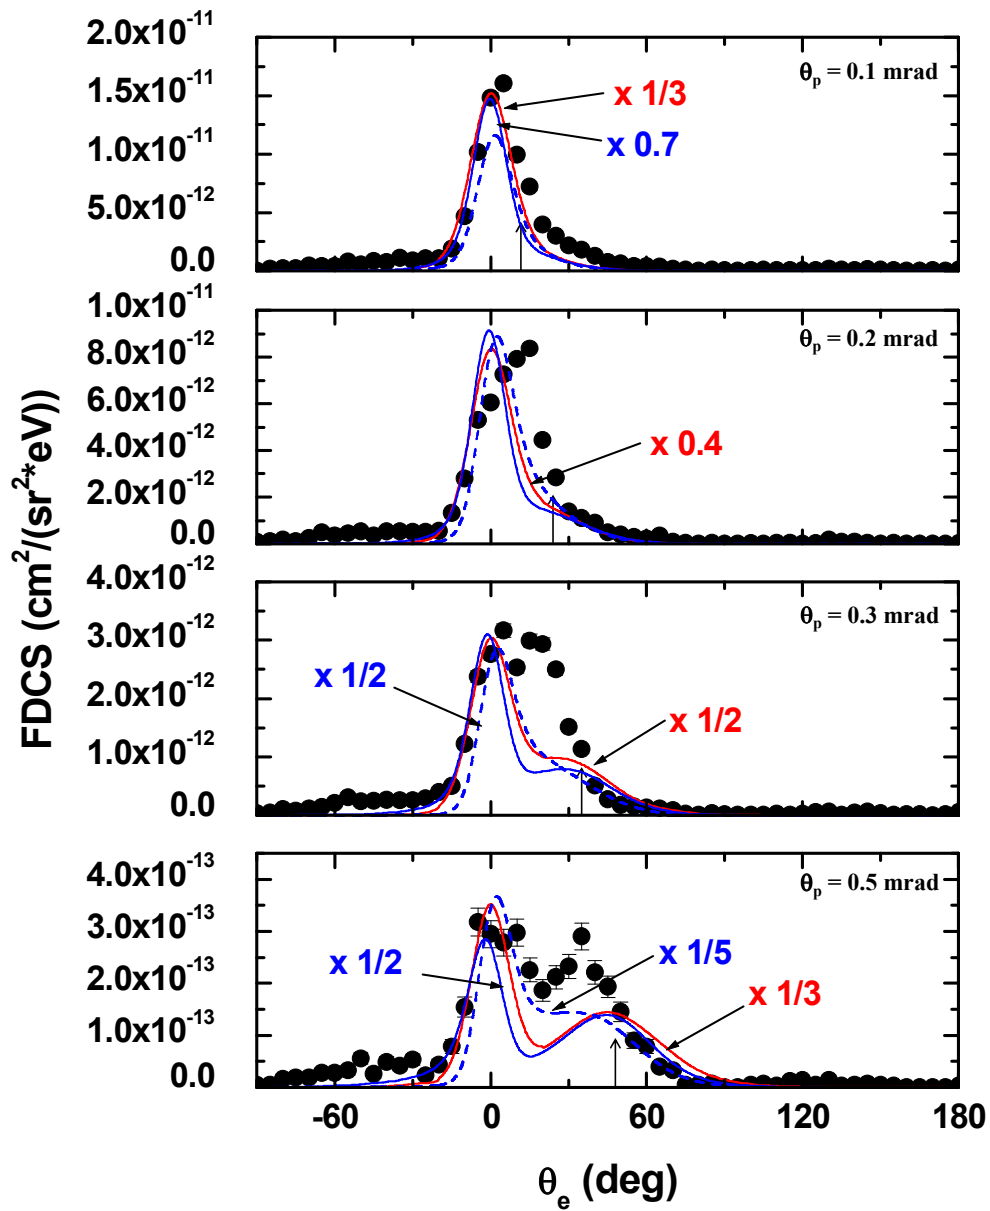 FDCS (cm²/(sr²*eV))
2.0x10⁻¹¹
1.5x10⁻¹¹
1.0x10⁻¹¹
5.0x10⁻¹²
0.0
θₚ = 0.1 mrad
x 1/3
x 0.7
1.0x10⁻¹¹
8.0x10⁻¹²
6.0x10⁻¹²
4.0x10⁻¹²
2.0x10⁻¹²
0.0
θₚ = 0.2 mrad
x 0.4
4.0x10⁻¹²
3.0x10⁻¹²
2.0x10⁻¹²
1.0x10⁻¹²
0.0
θₚ = 0.3 mrad
x 1/2
x 1/2
4.0x10⁻¹³
3.0x10⁻¹³
2.0x10⁻¹³
1.0x10⁻¹³
0.0
θₚ = 0.5 mrad
x 1/2
x 1/5
x 1/3
-60 0 60 120 180
θₑ (deg)